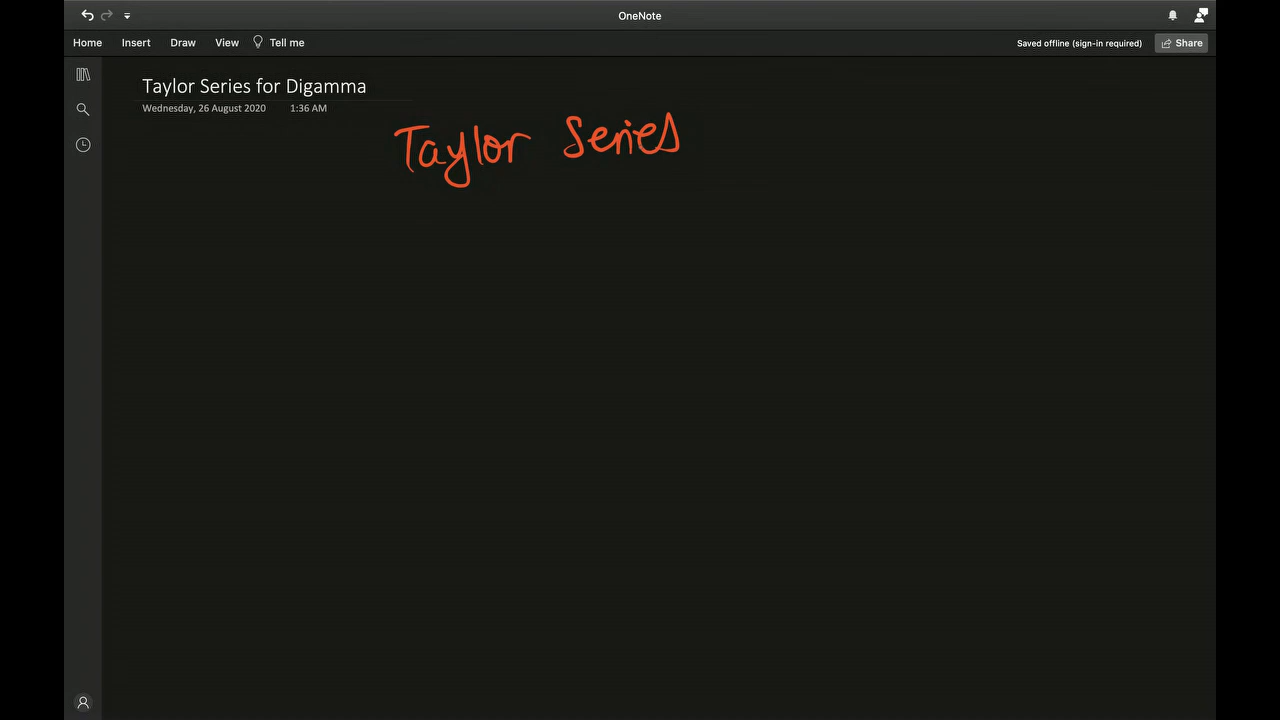 OneNote
Home Insert Draw View Tell me Saved offline (sign-in required) Share
Taylor Series for Digamma
Wednesday, 26 August 2020 1:36 AM
Taylor Series